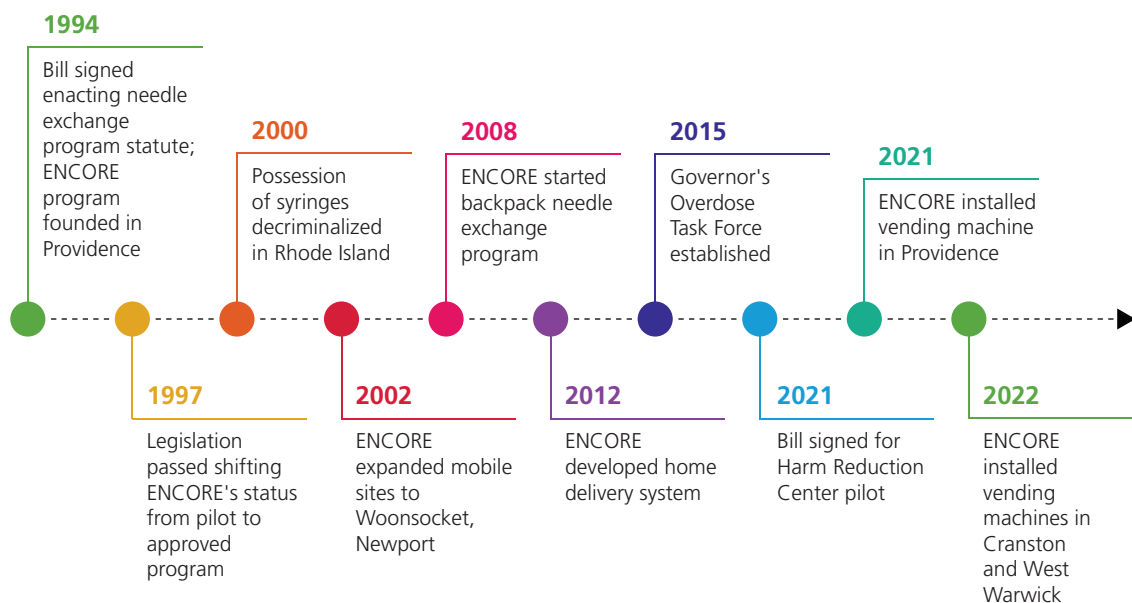 1994
Bill signed
enacting needle
exchange
program statute;
ENCORE
program
founded in
Providence
1997
Legislation
passed shifting
ENCORE's status
from pilot to
approved
program
2000
Possession
of syringes
decriminalized
in Rhode Island
2002
ENCORE
expanded mobile
sites to
Woonsocket,
Newport
2008
ENCORE started
backpack needle
exchange
program
2012
ENCORE
developed home
delivery system
2015
Governor's
Overdose
Task Force
established
2021
Bill signed for
Harm Reduction
Center pilot
2021
ENCORE installed
vending machine
in Providence
2022
ENCORE
installed
vending
machines in
Cranston
and West
Warwick